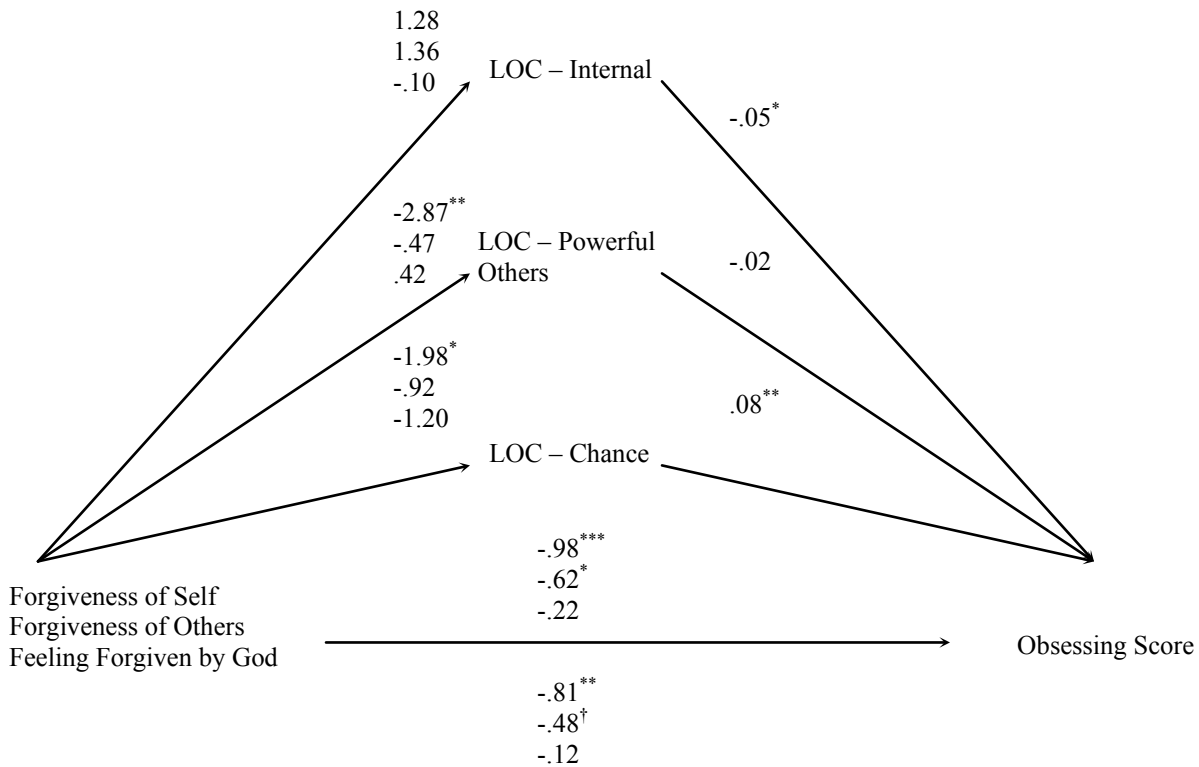 1.28
1.36
-.10
LOC – Internal
-.05*
-2.87**
-.47
.42
LOC – Powerful
Others
-.02
-1.98*
-.92
-1.20
.08**
LOC – Chance
-.98***
-.62*
-.22
Forgiveness of Self
Forgiveness of Others
Feeling Forgiven by God
Obsessing Score
-.81**
-.48†
-.12